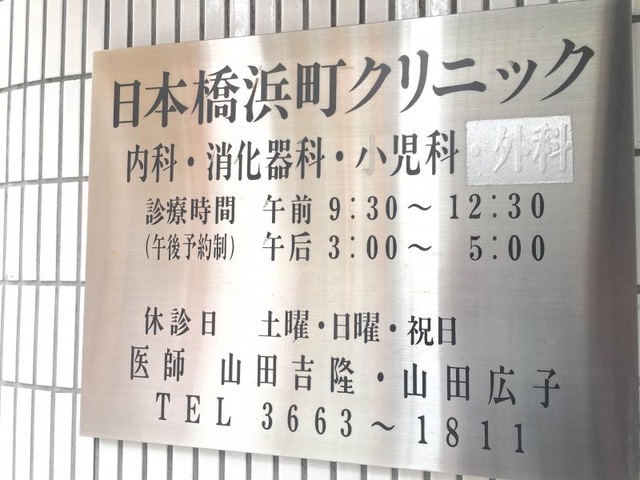 日本橋浜町クリニック
内科・消化器科・小児科・外科
診療時間 午前 9:30～12:30
(午後予約制) 午后 3:00～ 5:00
休診日 土曜・日曜・祝日
医師 山田吉隆・山田広子
TEL 3663～1811